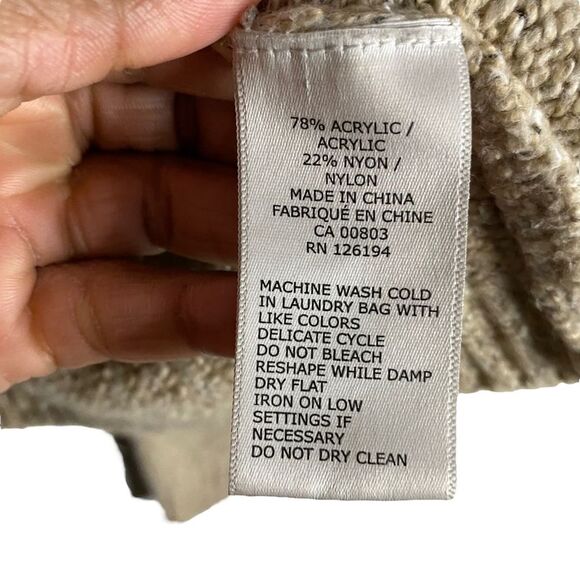 78% ACRYLIC /
ACRYLIC
22% NYON /
NYLON
MADE IN CHINA
FABRIQUÉ EN CHINE
CA 00803
RN 126194
MACHINE WASH COLD
IN LAUNDRY BAG WITH
LIKE COLORS
DELICATE CYCLE
DO NOT BLEACH
RESHAPE WHILE DAMP
DRY FLAT
IRON ON LOW
SETTINGS IF
NECESSARY
DO NOT DRY CLEAN